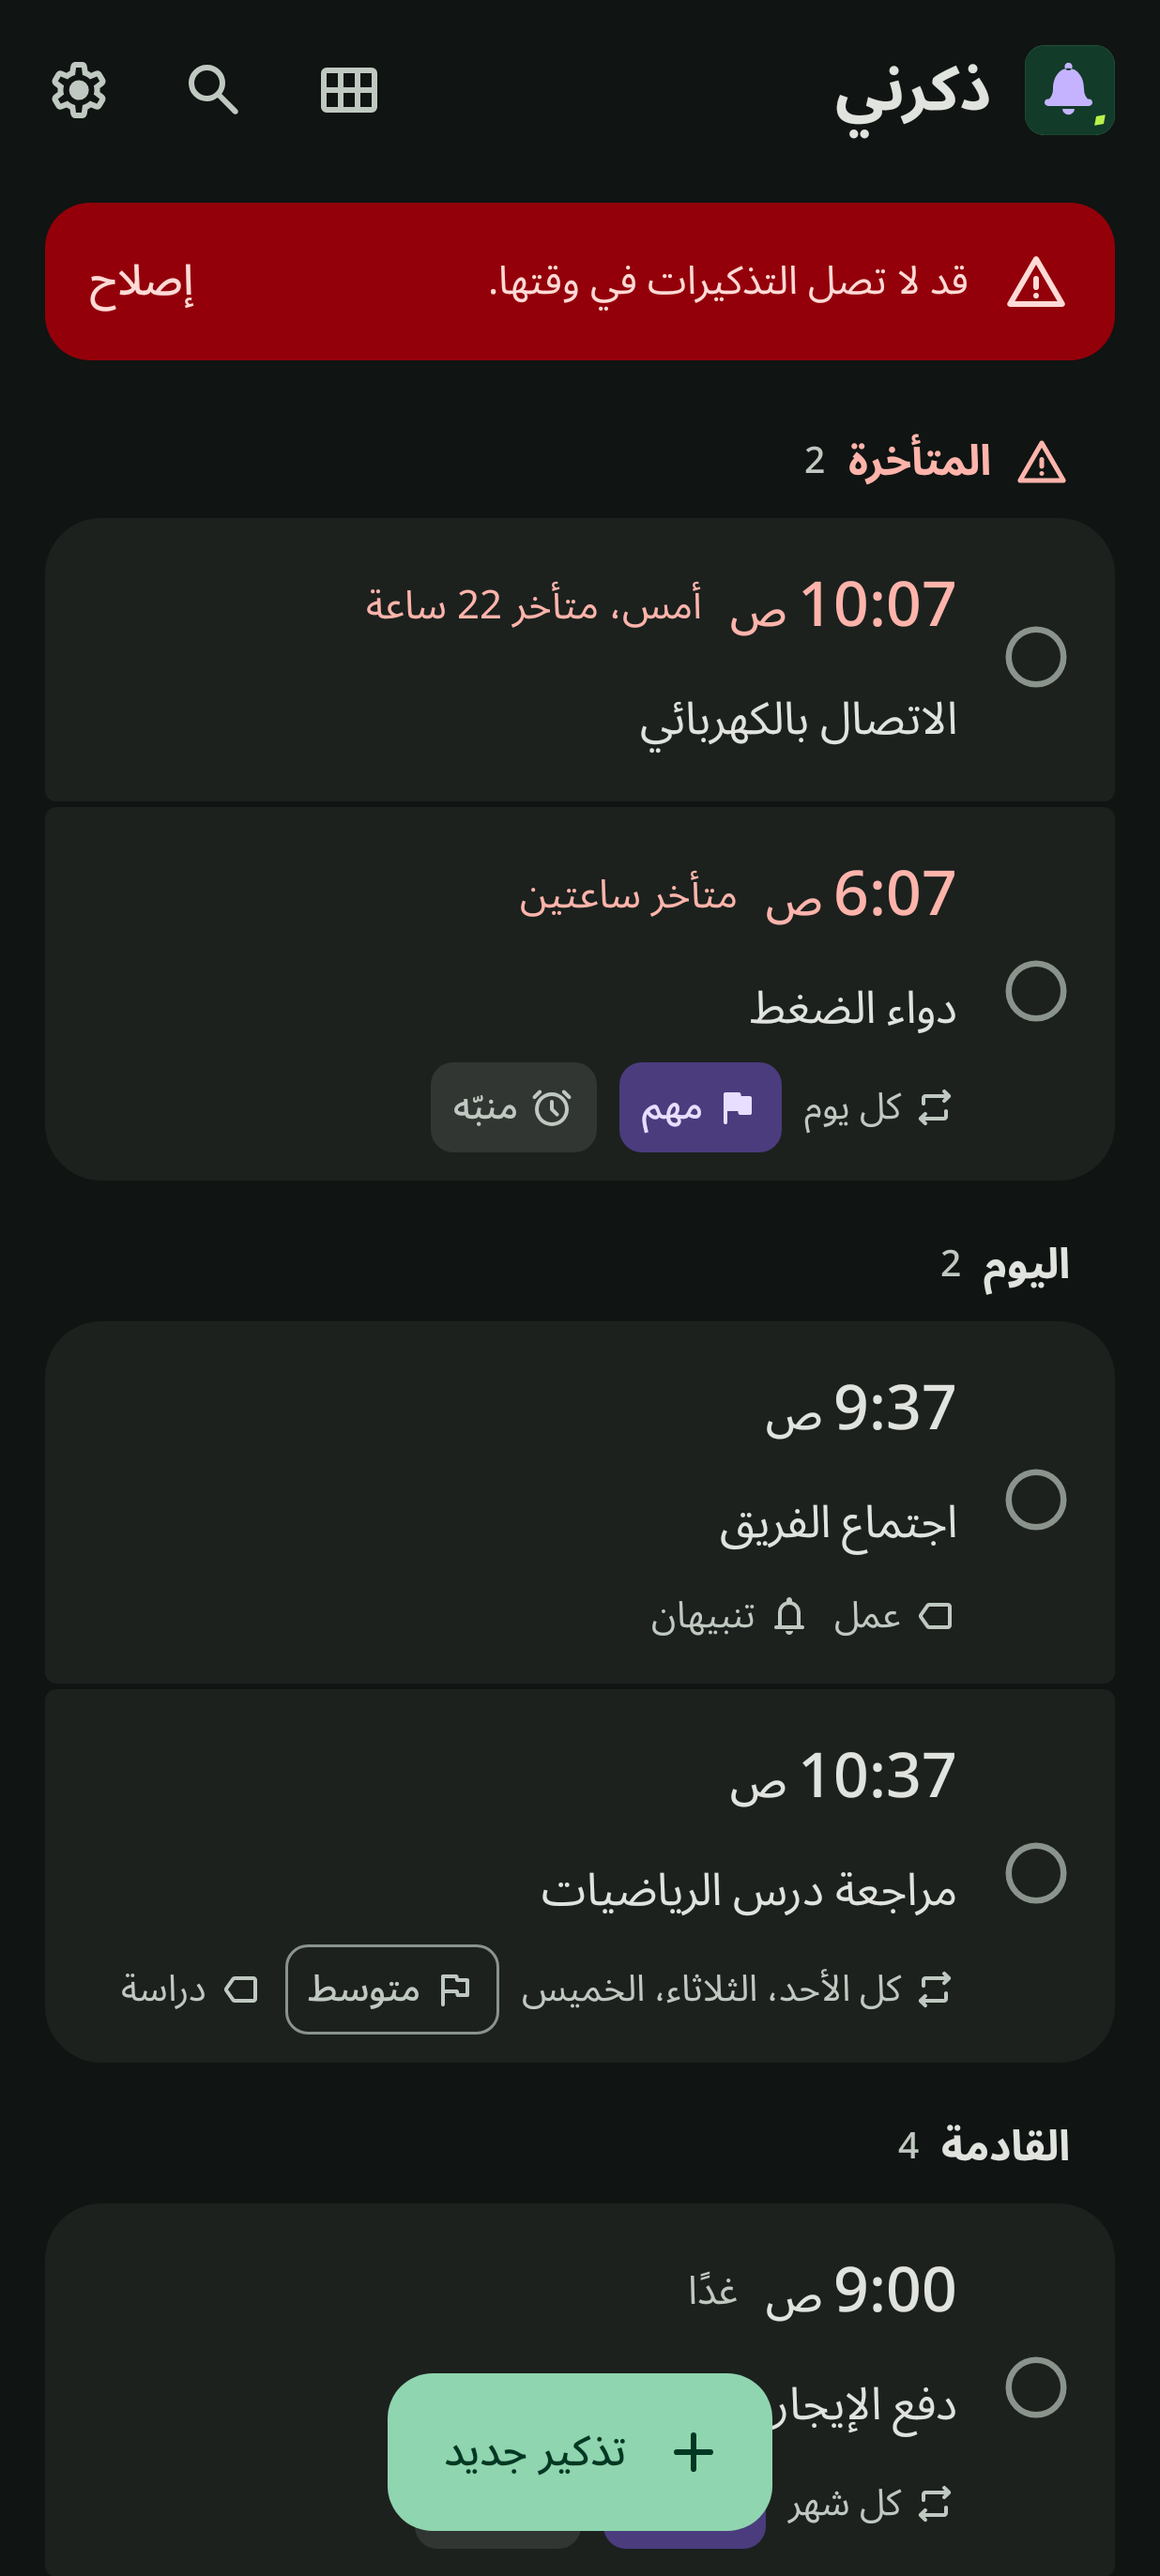 ذكرني
قد لا تصل التذكيرات في وقتها. إصلاح
المتأخرة 2
10:07 ص أمس، متأخر 22 ساعة
الاتصال بالكهربائي
6:07 ص متأخر ساعتين
دواء الضغط
كل يوم مهم منبّه
اليوم 2
9:37 ص
اجتماع الفريق
عمل تنبيهان
10:37 ص
مراجعة درس الرياضيات
كل الأحد، الثلاثاء، الخميس متوسط دراسة
القادمة 4
9:00 ص غدًا
دفع الإيجار
تذكير جديد
كل شهر